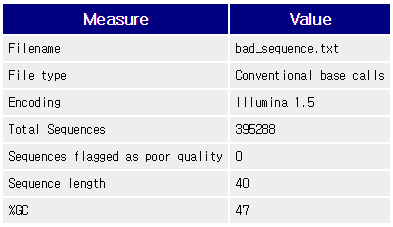 Measure Value
Filename bad_sequence.txt
File type Conventional base calls
Encoding Illumina 1.5
Total Sequences 395288
Sequences flagged as poor quality 0
Sequence length 40
%GC 47